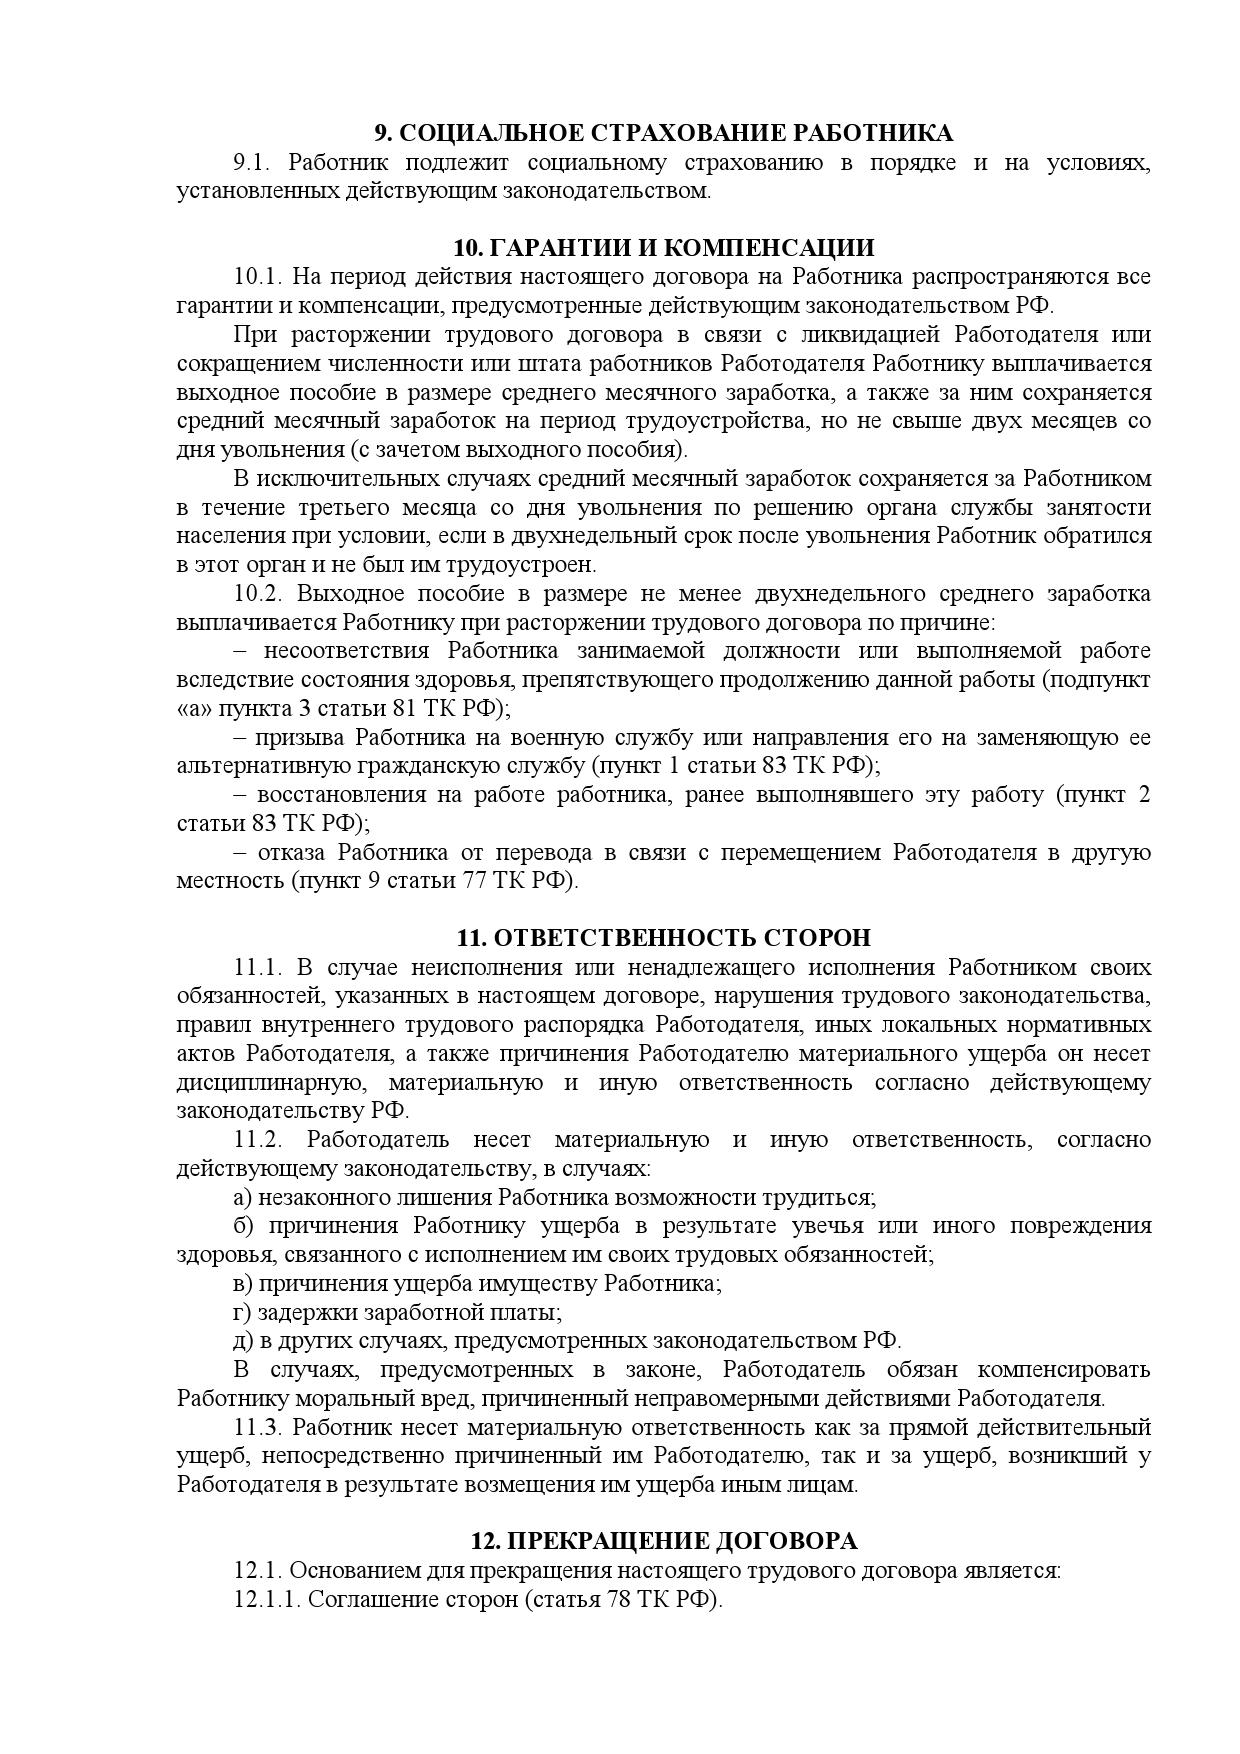 9. СОЦИАЛЬНОЕ СТРАХОВАНИЕ РАБОТНИКА
9.1. Работник подлежит социальному страхованию в порядке и на условиях,
установленных действующим законодательством.
10. ГАРАНТИИ И КОМПЕНСАЦИИ
10.1. На период действия настоящего договора на Работника распространяются все
гарантии и компенсации, предусмотренные действующим законодательством РФ.
При расторжении трудового договора в связи с ликвидацией Работодателя или
сокращением численности или штата работников Работодателя Работнику выплачивается
выходное пособие в размере среднего месячного заработка, а также за ним сохраняется
средний месячный заработок на период трудоустройства, но не свыше двух месяцев со
дня увольнения (с зачетом выходного пособия).
В исключительных случаях средний месячный заработок сохраняется за Работником
в течение третьего месяца со дня увольнения по решению органа службы занятости
населения при условии, если в двухнедельный срок после увольнения Работник обратился
в этот орган и не был им трудоустроен.
10.2. Выходное пособие в размере не менее двухнедельного среднего заработка
выплачивается Работнику при расторжении трудового договора по причине:
– несоответствия Работника занимаемой должности или выполняемой работе
вследствие состояния здоровья, препятствующего продолжению данной работы (подпункт
«а» пункта 3 статьи 81 ТК РФ);
– призыва Работника на военную службу или направления его на заменяющую ее
альтернативную гражданскую службу (пункт 1 статьи 83 ТК РФ);
– восстановления на работе работника, ранее выполнявшего эту работу (пункт 2
статьи 83 ТК РФ);
– отказа Работника от перевода в связи с перемещением Работодателя в другую
местность (пункт 9 статьи 77 ТК РФ).
11. ОТВЕТСТВЕННОСТЬ СТОРОН
11.1. В случае неисполнения или ненадлежащего исполнения Работником своих
обязанностей, указанных в настоящем договоре, нарушения трудового законодательства,
правил внутреннего трудового распорядка Работодателя, иных локальных нормативных
актов Работодателя, а также причинения Работодателю материального ущерба он несет
дисциплинарную, материальную и иную ответственность согласно действующему
законодательству РФ.
11.2. Работодатель несет материальную и иную ответственность, согласно
действующему законодательству, в случаях:
а) незаконного лишения Работника возможности трудиться;
б) причинения Работнику ущерба в результате увечья или иного повреждения
здоровья, связанного с исполнением им своих трудовых обязанностей;
в) причинения ущерба имуществу Работника;
г) задержки заработной платы;
д) в других случаях, предусмотренных законодательством РФ.
В случаях, предусмотренных в законе, Работодатель обязан компенсировать
Работнику моральный вред, причиненный неправомерными действиями Работодателя.
11.3. Работник несет материальную ответственность как за прямой действительный
ущерб, непосредственно причиненный им Работодателю, так и за ущерб, возникший у
Работодателя в результате возмещения им ущерба иным лицам.
12. ПРЕКРАЩЕНИЕ ДОГОВОРА
12.1. Основанием для прекращения настоящего трудового договора является:
12.1.1. Соглашение сторон (статья 78 ТК РФ).